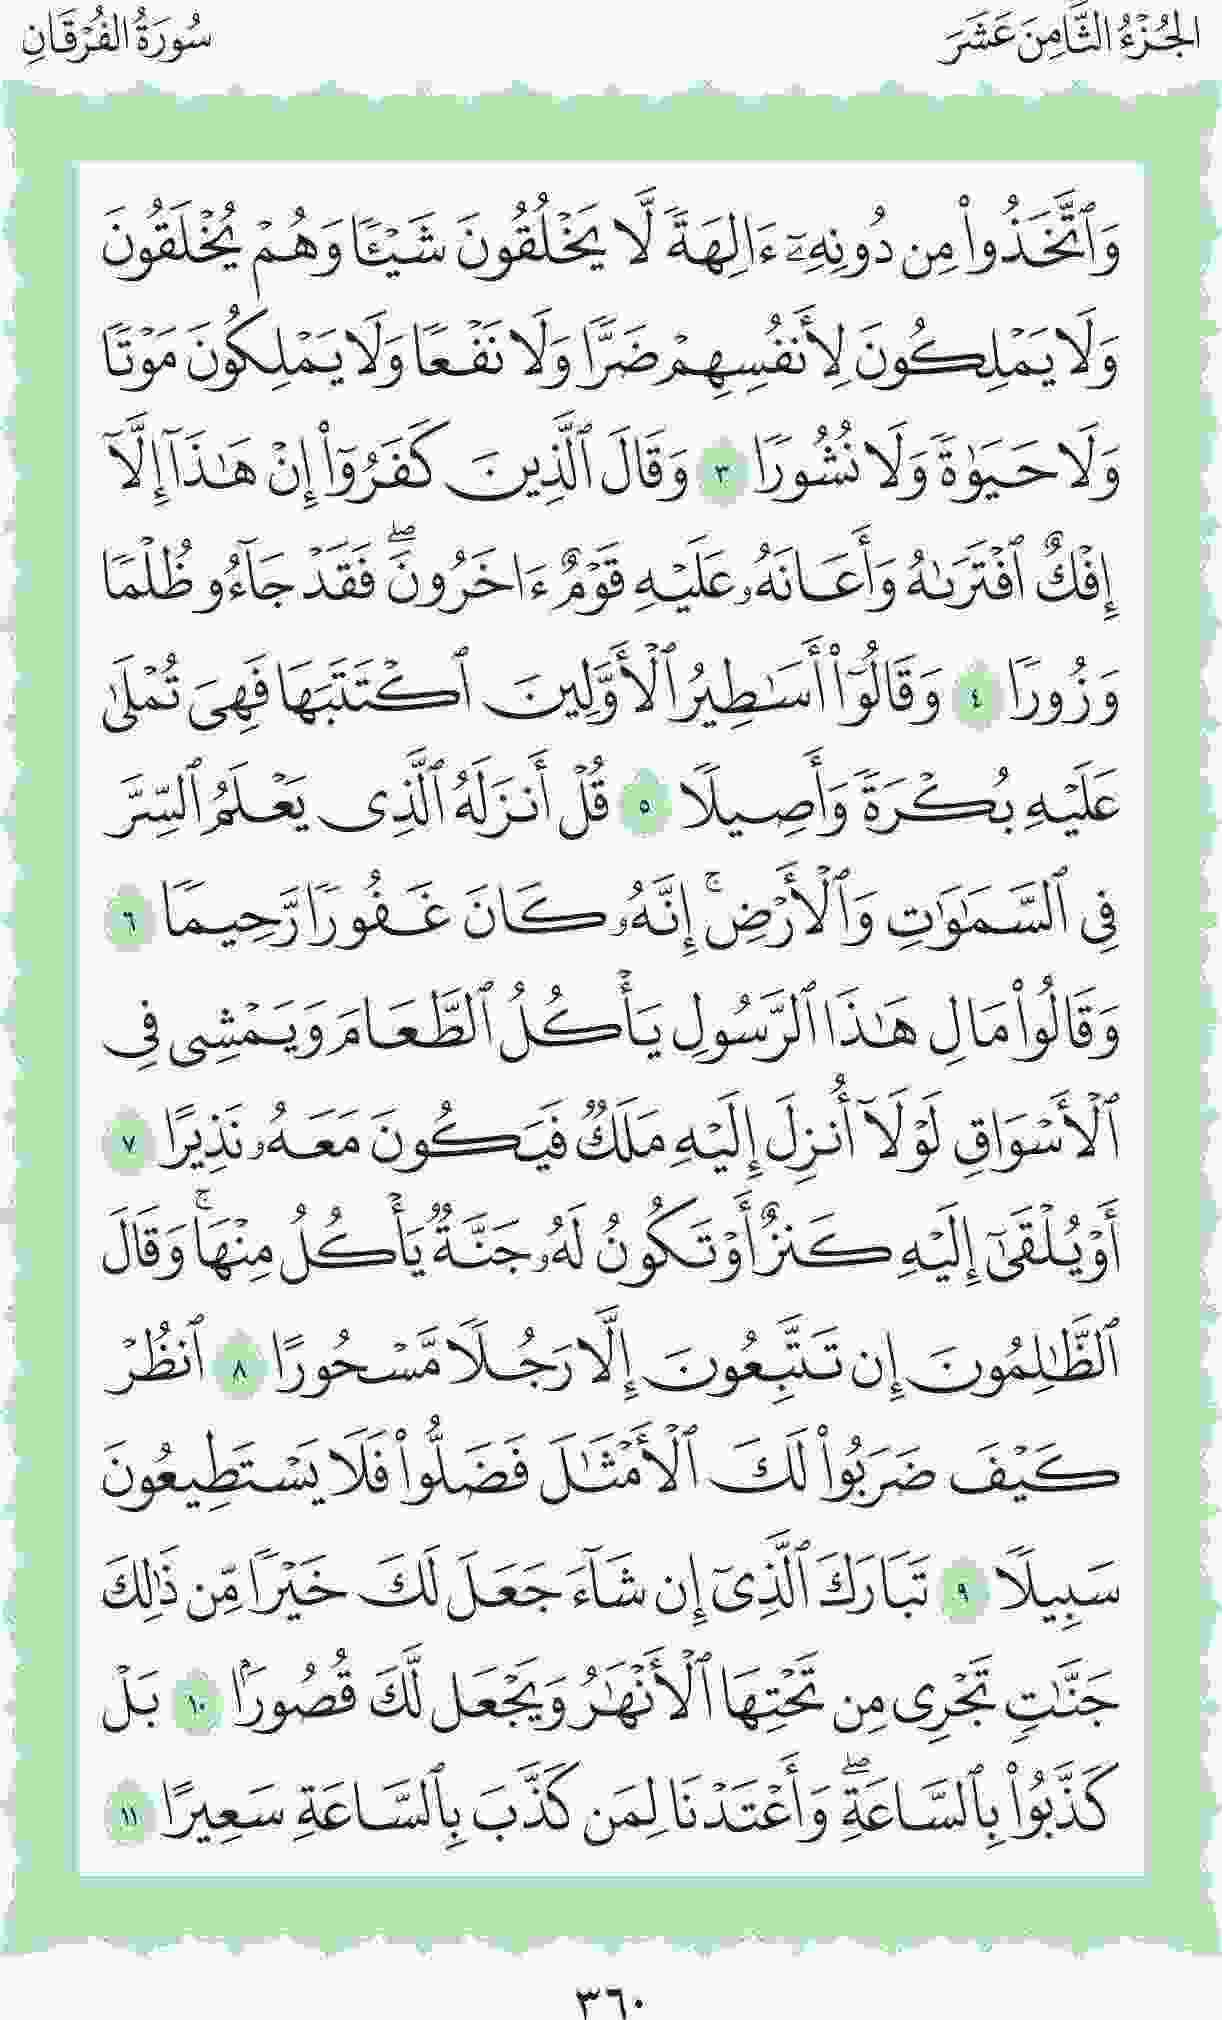 الجُزْءُ الثَّامِنَ عَشَرَ
سُورَةُ الفُرْقَانِ
وَٱتَّخَذُوا۟ مِن دُونِهِۦٓ ءَالِهَةً لَّا يَخْلُقُونَ شَيْـًٔا وَهُمْ يُخْلَقُونَ
وَلَا يَمْلِكُونَ لِأَنفُسِهِمْ ضَرًّا وَلَا نَفْعًا وَلَا يَمْلِكُونَ مَوْتًا
وَلَا حَيَوٰةً وَلَا نُشُورًا ٣ وَقَالَ ٱلَّذِينَ كَفَرُوٓا۟ إِنْ هَـٰذَآ إِلَّآ
إِفْكٌ ٱفْتَرَىٰهُ وَأَعَانَهُۥ عَلَيْهِ قَوْمٌ ءَاخَرُونَ ۖ فَقَدْ جَآءُو ظُلْمًا
وَزُورًا ٤ وَقَالُوٓا۟ أَسَـٰطِيرُ ٱلْأَوَّلِينَ ٱكْتَتَبَهَا فَهِىَ تُمْلَىٰ
عَلَيْهِ بُكْرَةً وَأَصِيلًا ٥ قُلْ أَنزَلَهُ ٱلَّذِى يَعْلَمُ ٱلسِّرَّ
فِى ٱلسَّمَـٰوَٰتِ وَٱلْأَرْضِ ۚ إِنَّهُۥ كَانَ غَفُورًا رَّحِيمًا ٦
وَقَالُوا۟ مَالِ هَـٰذَا ٱلرَّسُولِ يَأْكُلُ ٱلطَّعَامَ وَيَمْشِى فِى
ٱلْأَسْوَاقِ لَوْلَآ أُنزِلَ إِلَيْهِ مَلَكٌ فَيَكُونَ مَعَهُۥ نَذِيرًا ٧
أَوْ يُلْقَىٰٓ إِلَيْهِ كَنزٌ أَوْ تَكُونُ لَهُۥ جَنَّةٌ يَأْكُلُ مِنْهَا ۚ وَقَالَ
ٱلظَّـٰلِمُونَ إِن تَتَّبِعُونَ إِلَّا رَجُلًا مَّسْحُورًا ٨ ٱنظُرْ
كَيْفَ ضَرَبُوا۟ لَكَ ٱلْأَمْثَـٰلَ فَضَلُّوا۟ فَلَا يَسْتَطِيعُونَ
سَبِيلًا ٩ تَبَارَكَ ٱلَّذِىٓ إِن شَآءَ جَعَلَ لَكَ خَيْرًا مِّن ذَٰلِكَ
جَنَّـٰتٍ تَجْرِى مِن تَحْتِهَا ٱلْأَنْهَـٰرُ وَيَجْعَل لَّكَ قُصُورًۢا ١٠ بَلْ
كَذَّبُوا۟ بِٱلسَّاعَةِ ۖ وَأَعْتَدْنَا لِمَن كَذَّبَ بِٱلسَّاعَةِ سَعِيرًا ١١
٣٦٠